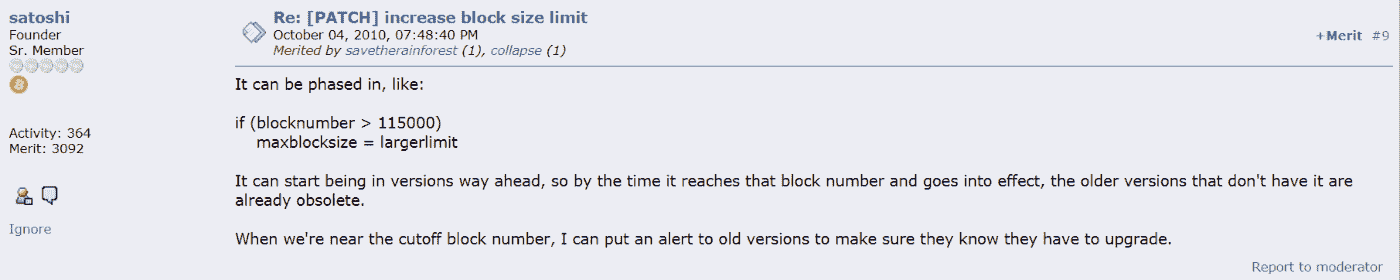 satoshi
Founder
Sr. Member
Activity: 364
Merit: 3092
Ignore
Re: [PATCH] increase block size limit
October 04, 2010, 07:48:40 PM
Merited by savetherainforest (1), collapse (1)
+Merit #9
It can be phased in, like:
if (blocknumber > 115000)
maxblocksize = largerlimit
It can start being in versions way ahead, so by the time it reaches that block number and goes into effect, the older versions that don't have it are
already obsolete.
When we're near the cutoff block number, I can put an alert to old versions to make sure they know they have to upgrade.
Report to moderator